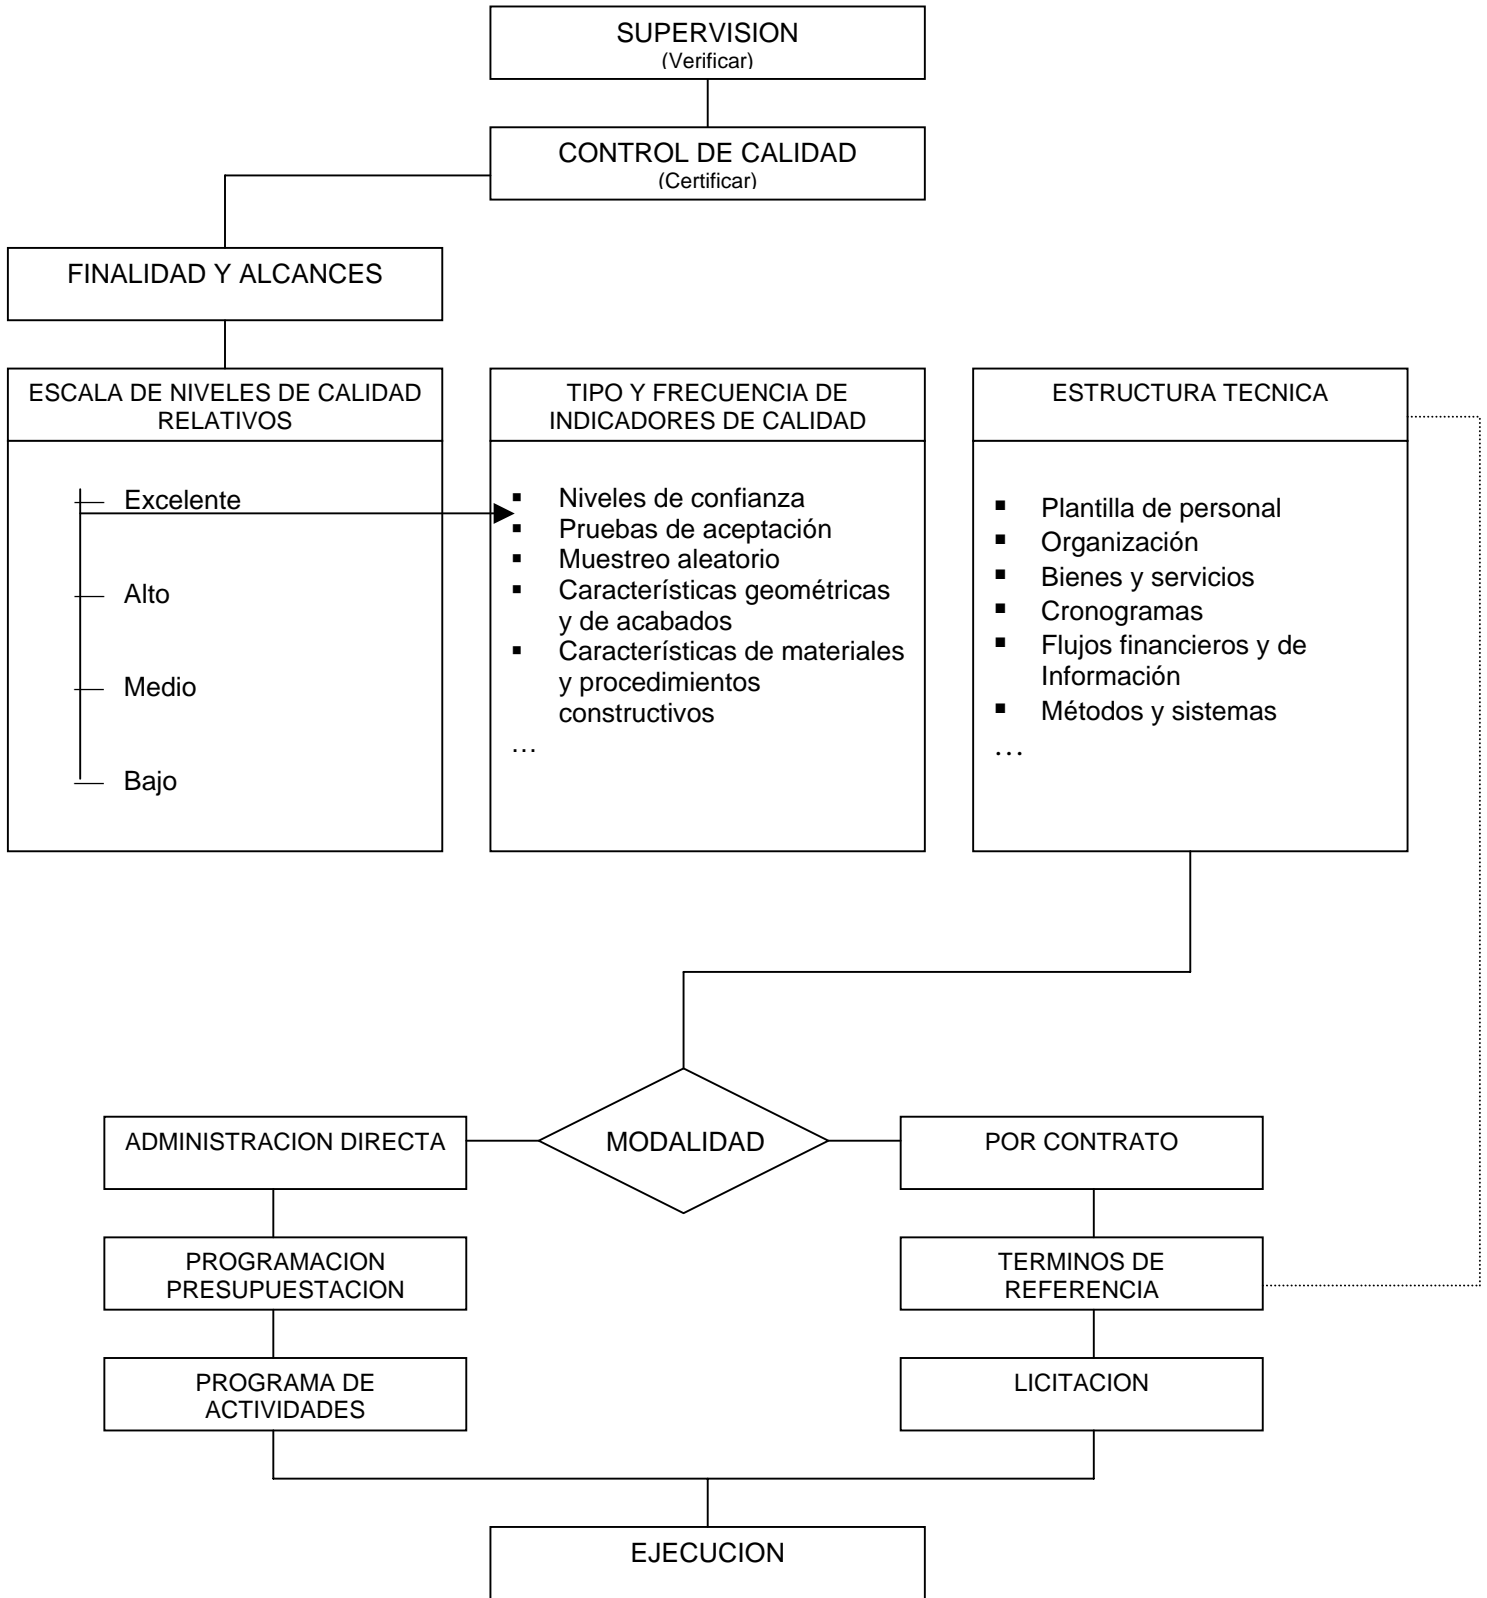 SUPERVISION
(Verificar)
CONTROL DE CALIDAD
(Certificar)
FINALIDAD Y ALCANCES
ESCALA DE NIVELES DE CALIDAD
RELATIVOS
Excelente
Alto
Medio
Bajo
TIPO Y FRECUENCIA DE
INDICADORES DE CALIDAD
▪ Niveles de confianza
▪ Pruebas de aceptación
▪ Muestreo aleatorio
▪ Características geométricas
y de acabados
▪ Características de materiales
y procedimientos
constructivos
…
ESTRUCTURA TECNICA
▪ Plantilla de personal
▪ Organización
▪ Bienes y servicios
▪ Cronogramas
▪ Flujos financieros y de
Información
▪ Métodos y sistemas
…
MODALIDAD
ADMINISTRACION DIRECTA
PROGRAMACION
PRESUPUESTACION
PROGRAMA DE
ACTIVIDADES
POR CONTRATO
TERMINOS DE
REFERENCIA
LICITACION
EJECUCION